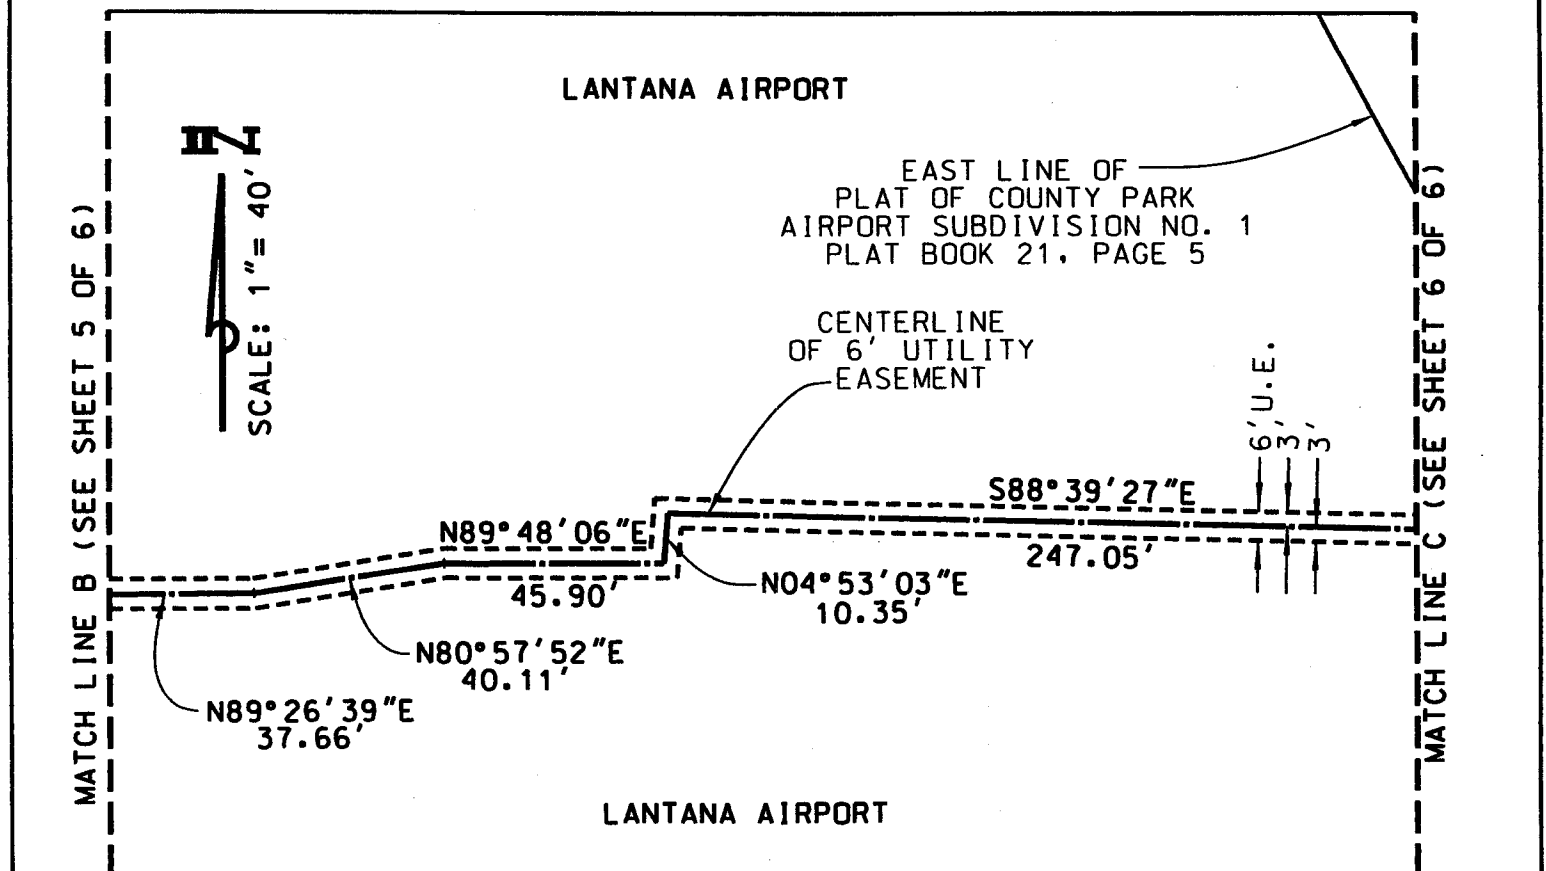 LANTANA AIRPORT
N
SCALE: 1"= 40'
EAST LINE OF
PLAT OF COUNTY PARK
AIRPORT SUBDIVISION NO. 1
PLAT BOOK 21, PAGE 5
MATCH LINE B (SEE SHEET 5 OF 6)
MATCH LINE C (SEE SHEET 6 OF 6)
CENTERLINE
OF 6' UTILITY
EASEMENT
6' U.E.
3'
3'
S88°39'27"E
247.05'
N89°48'06"E
45.90'
N04°53'03"E
10.35'
N80°57'52"E
40.11'
N89°26'39"E
37.66'
LANTANA AIRPORT